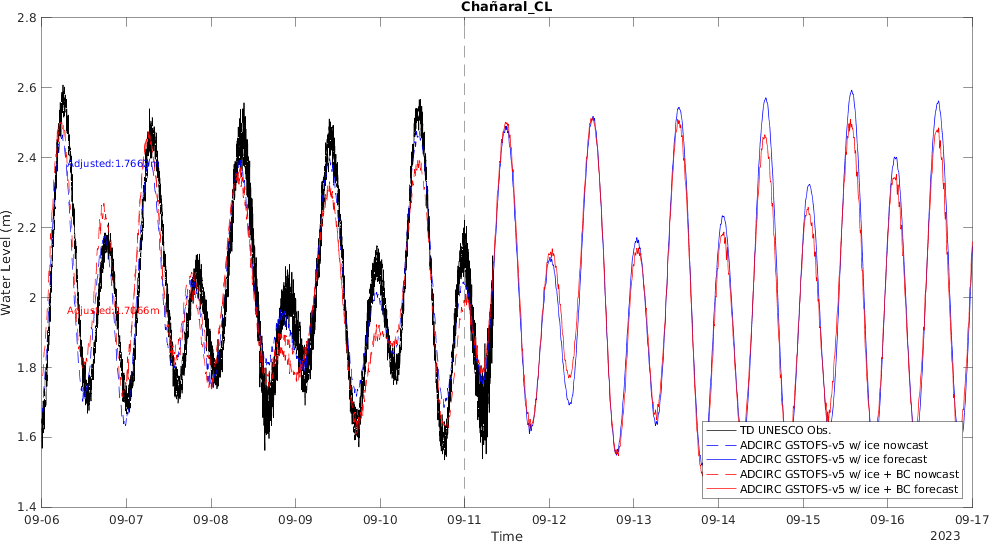 Chañaral_CL
2.8
2.6
2.4
2.2
2
1.8
1.6
1.4
Water Level (m)
Adjusted:1.766
Adjusted:1.7066m
TD UNESCO Obs.
ADCIRC GSTOFS-v5 w/ ice nowcast
ADCIRC GSTOFS-v5 w/ ice forecast
ADCIRC GSTOFS-v5 w/ ice + BC nowcast
ADCIRC GSTOFS-v5 w/ ice + BC forecast
09-06 09-07 09-08 09-09 09-10 09-11 09-12 09-13 09-14 09-15 09-16 09-17
Time
2023